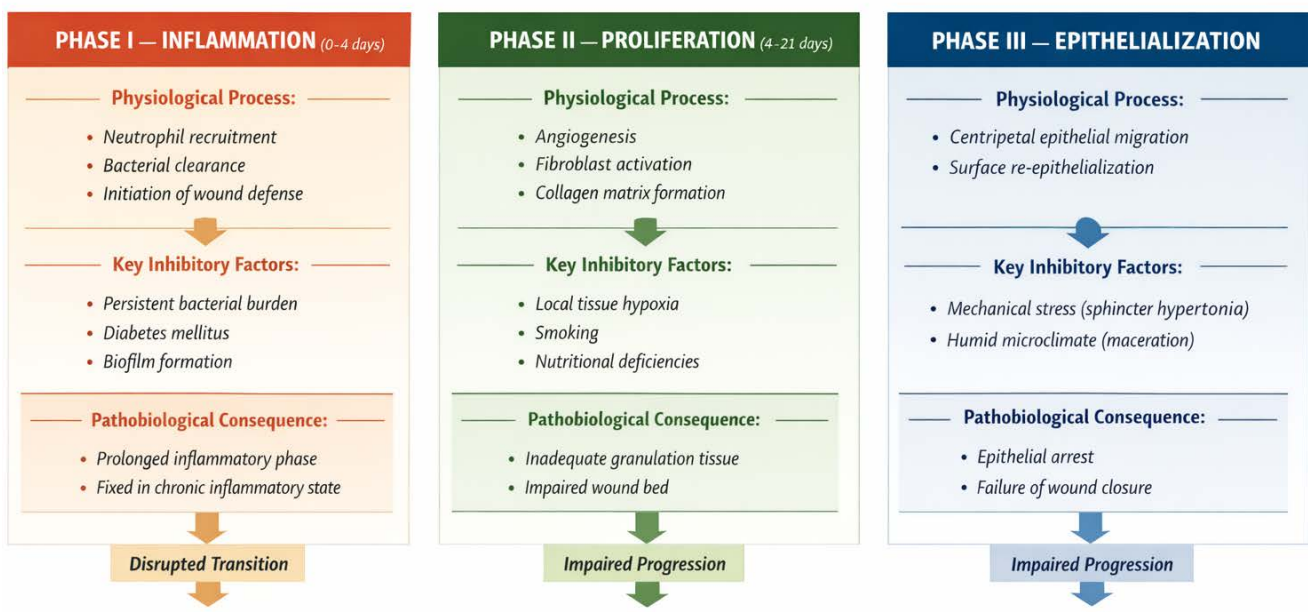 PHASE I — INFLAMMATION (0-4 days)
Physiological Process:
• Neutrophil recruitment
• Bacterial clearance
• Initiation of wound defense
Key Inhibitory Factors:
• Persistent bacterial burden
• Diabetes mellitus
• Biofilm formation
Pathobiological Consequence:
• Prolonged inflammatory phase
• Fixed in chronic inflammatory state
Disrupted Transition
PHASE II — PROLIFERATION (4-21 days)
Physiological Process:
• Angiogenesis
• Fibroblast activation
• Collagen matrix formation
Key Inhibitory Factors:
• Local tissue hypoxia
• Smoking
• Nutritional deficiencies
Pathobiological Consequence:
• Inadequate granulation tissue
• Impaired wound bed
Impaired Progression
PHASE III — EPITHELIALIZATION
Physiological Process:
• Centripetal epithelial migration
• Surface re-epithelialization
Key Inhibitory Factors:
• Mechanical stress (sphincter hypertonia)
• Humid microclimate (maceration)
Pathobiological Consequence:
• Epithelial arrest
• Failure of wound closure
Impaired Progression